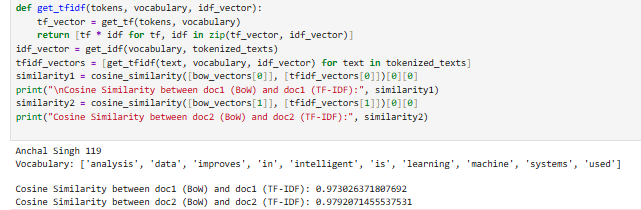 def get_tfidf(tokens, vocabulary, idf_vector):
    tf_vector = get_tf(tokens, vocabulary)
    return [tf * idf for tf, idf in zip(tf_vector, idf_vector)]
idf_vector = get_idf(vocabulary, tokenized_texts)
tfidf_vectors = [get_tfidf(text, vocabulary, idf_vector) for text in tokenized_texts]
similarity1 = cosine_similarity([bow_vectors[0]], [tfidf_vectors[0]])[0][0]
print("\nCosine Similarity between doc1 (BoW) and doc1 (TF-IDF):", similarity1)
similarity2 = cosine_similarity([bow_vectors[1]], [tfidf_vectors[1]])[0][0]
print("Cosine Similarity between doc2 (BoW) and doc2 (TF-IDF):", similarity2)
Anchal Singh 119
Vocabulary: ['analysis', 'data', 'improves', 'in', 'intelligent', 'is', 'learning', 'machine', 'systems', 'used']
Cosine Similarity between doc1 (BoW) and doc1 (TF-IDF): 0.973026371807692
Cosine Similarity between doc2 (BoW) and doc2 (TF-IDF): 0.9792071455537531